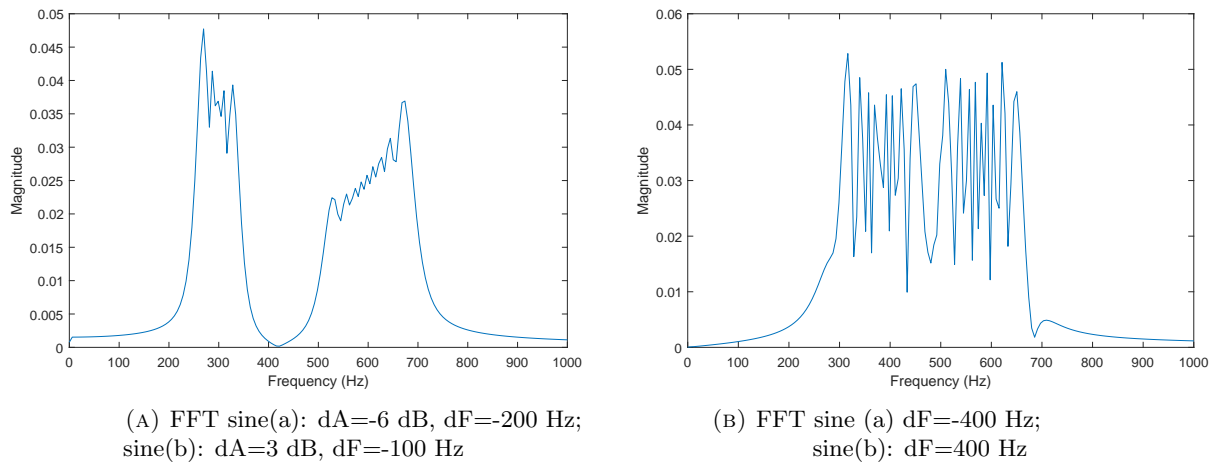 0.05
0.045
0.04
0.035
0.03
0.025
0.02
0.015
0.01
0.005
0
Magnitude
0 100 200 300 400 500 600 700 800 900 1000
Frequency (Hz)
(A) FFT sine(a): dA=-6 dB, dF=-200 Hz;
sine(b): dA=3 dB, dF=-100 Hz
0.06
0.05
0.04
0.03
0.02
0.01
0
Magnitude
0 100 200 300 400 500 600 700 800 900 1000
Frequency (Hz)
(B) FFT sine (a) dF=-400 Hz;
sine(b): dF=400 Hz